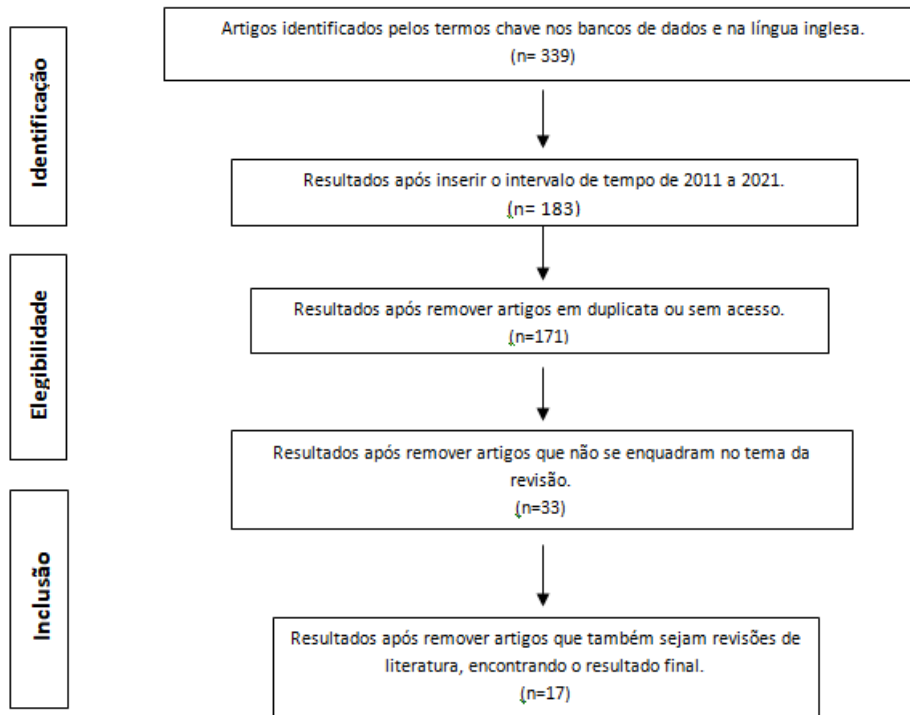 Identificação
Artigos identificados pelos termos chave nos bancos de dados e na língua inglesa.
(n= 339)
Resultados após inserir o intervalo de tempo de 2011 a 2021.
(n= 183)
Elegibilidade
Resultados após remover artigos em duplicata ou sem acesso.
(n=171)
Resultados após remover artigos que não se enquadram no tema da
revisão.
(n=33)
Inclusão
Resultados após remover artigos que também sejam revisões de
literatura, encontrando o resultado final.
(n=17)